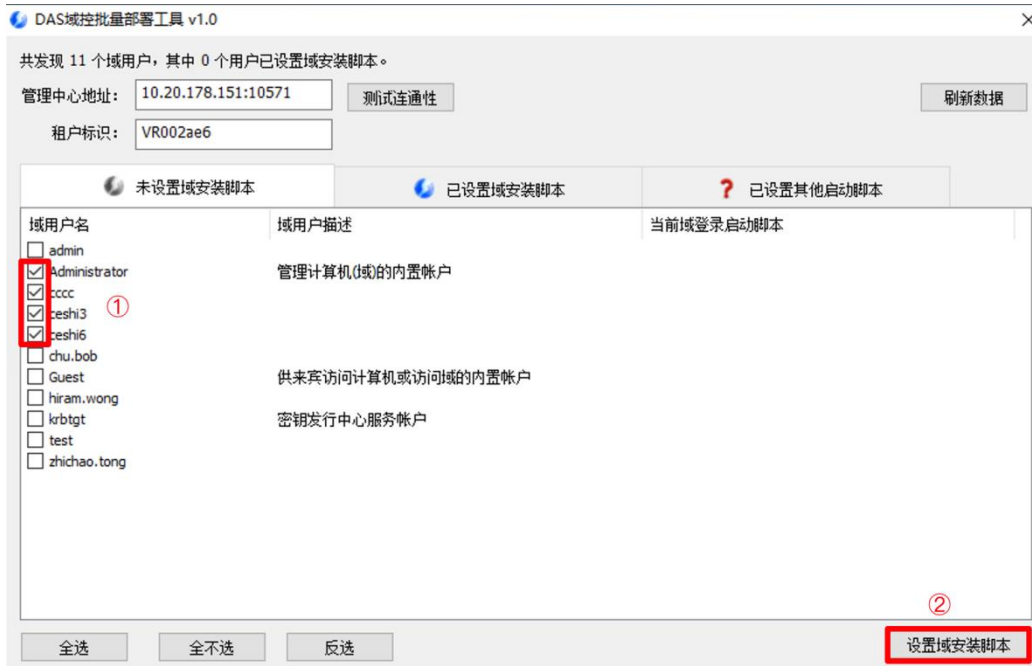 DAS域控批量部署工具 v1.0
共发现 11 个域用户，其中 0 个用户已设置域安装脚本。
管理中心地址： 10.20.178.151:10571 测试连通性 刷新数据
租户标识： VR002ae6
未设置域安装脚本 已设置域安装脚本 ? 已设置其他启动脚本
域用户名 域用户描述 当前域登录启动脚本
admin
Administrator 管理计算机(域)的内置帐户
cccc
ceshi3 ①
ceshi6
chu.bob
Guest 供来宾访问计算机或访问域的内置帐户
hiram.wong
krbtgt 密钥发行中心服务帐户
test
zhichao.tong
②
全选 全不选 反选 设置域安装脚本